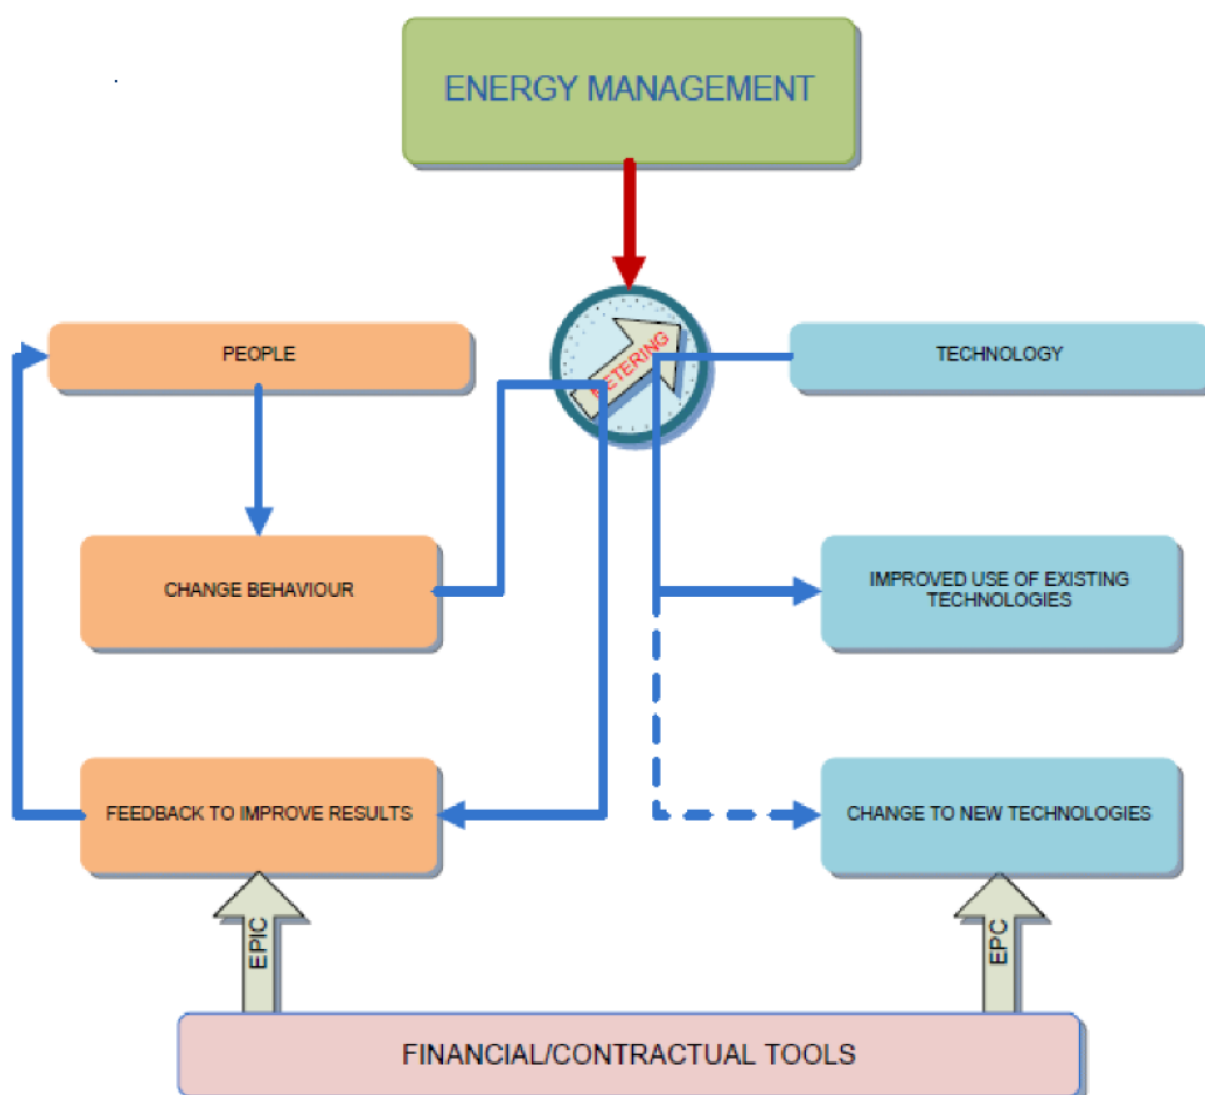 ENERGY MANAGEMENT
PEOPLE
METERING
TECHNOLOGY
CHANGE BEHAVIOUR
IMPROVED USE OF EXISTING
TECHNOLOGIES
FEEDBACK TO IMPROVE RESULTS
CHANGE TO NEW TECHNOLOGIES
EPIC
EPC
FINANCIAL/CONTRACTUAL TOOLS